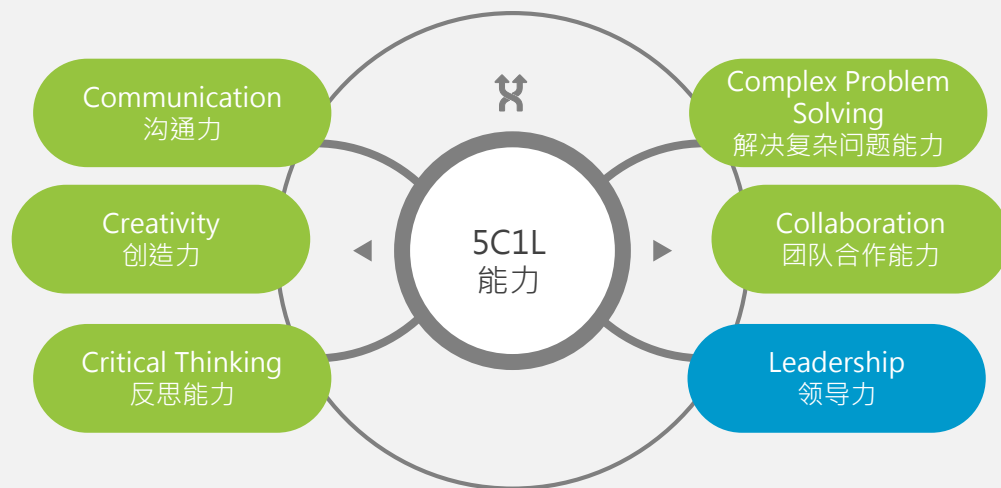 Communication
沟通力
Creativity
创造力
Critical Thinking
反思能力
5C1L
能力
Complex Problem
Solving
解决复杂问题能力
Collaboration
团队合作能力
Leadership
领导力